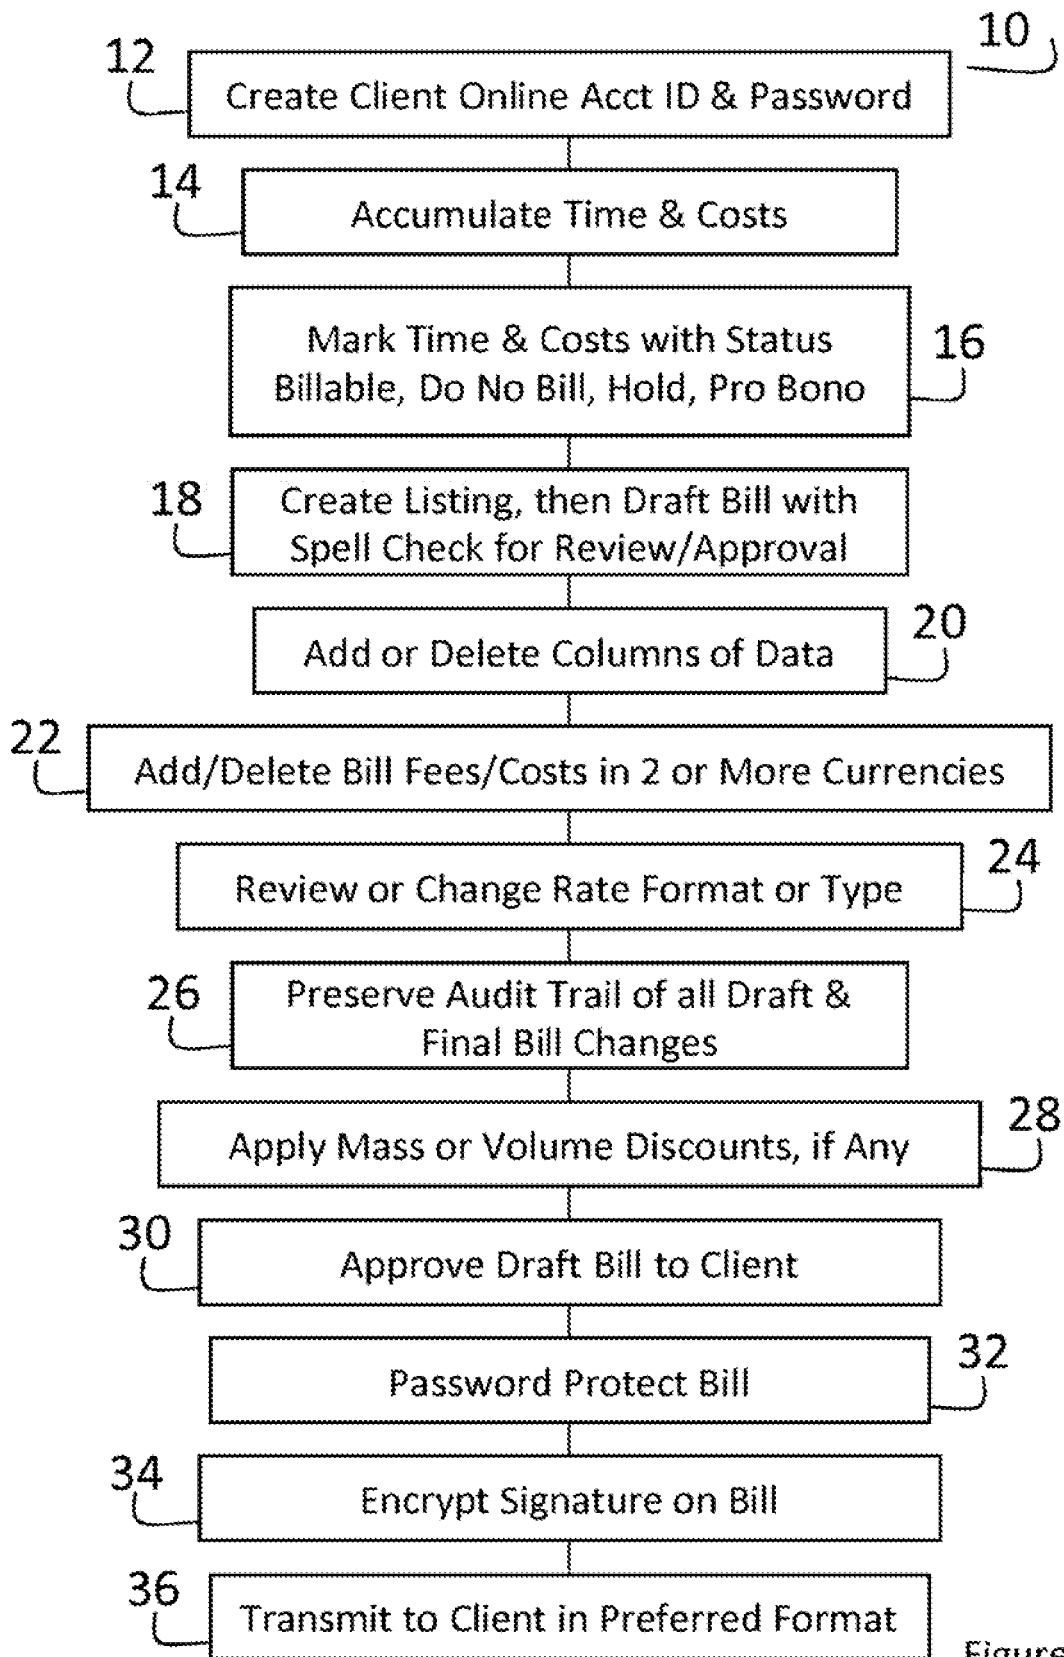 10
12
Create Client Online Acct ID & Password
14
Accumulate Time & Costs
Mark Time & Costs with Status
Billable, Do No Bill, Hold, Pro Bono
16
18
Create Listing, then Draft Bill with
Spell Check for Review/Approval
20
Add or Delete Columns of Data
22
Add/Delete Bill Fees/Costs in 2 or More Currencies
24
Review or Change Rate Format or Type
26
Preserve Audit Trail of all Draft &
Final Bill Changes
28
Apply Mass or Volume Discounts, if Any
30
Approve Draft Bill to Client
32
Password Protect Bill
34
Encrypt Signature on Bill
36
Transmit to Client in Preferred Format
Figure